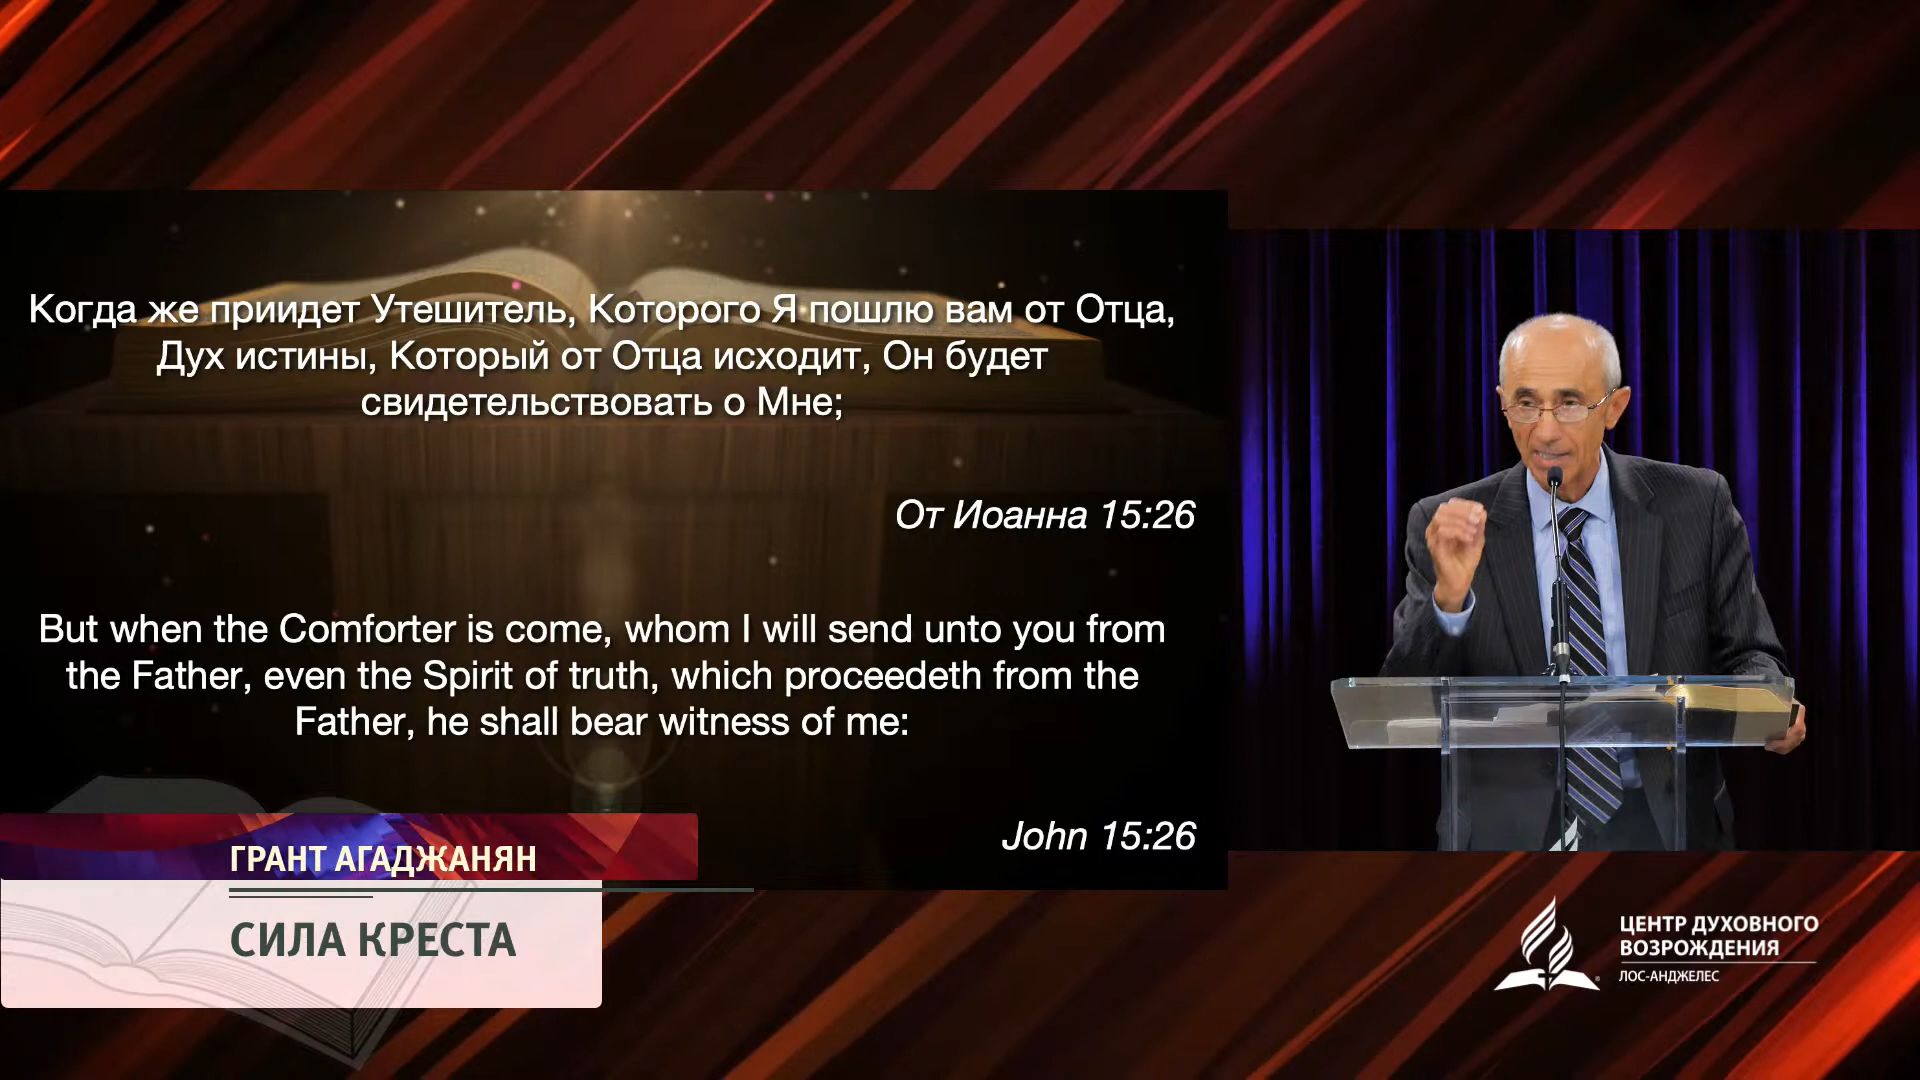 Когда же приидет Утешитель, Которого Я пошлю вам от Отца,
Дух истины, Который от Отца исходит, Он будет
свидетельствовать о Мне;
От Иоанна 15:26
But when the Comforter is come, whom I will send unto you from
the Father, even the Spirit of truth, which proceedeth from the
Father, he shall bear witness of me:
John 15:26
ГРАНТ АГАДЖАНЯН
СИЛА КРЕСТА
ЦЕНТР ДУХОВНОГО
ВОЗРОЖДЕНИЯ
ЛОС-АНДЖЕЛЕС